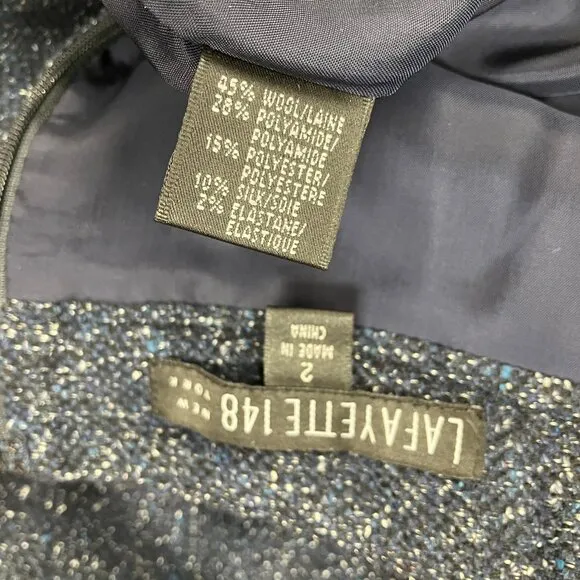 45% WOOL/LAINE
28% POLYAMIDE/
POLYAMIDE
15% POLYESTER/
POLYESTERE
10% SILK/SOIE
2% ELASTANE/
ELASTIQUE
LAFAYETTE 148
NEW
YORK
2
MADE IN
CHINA